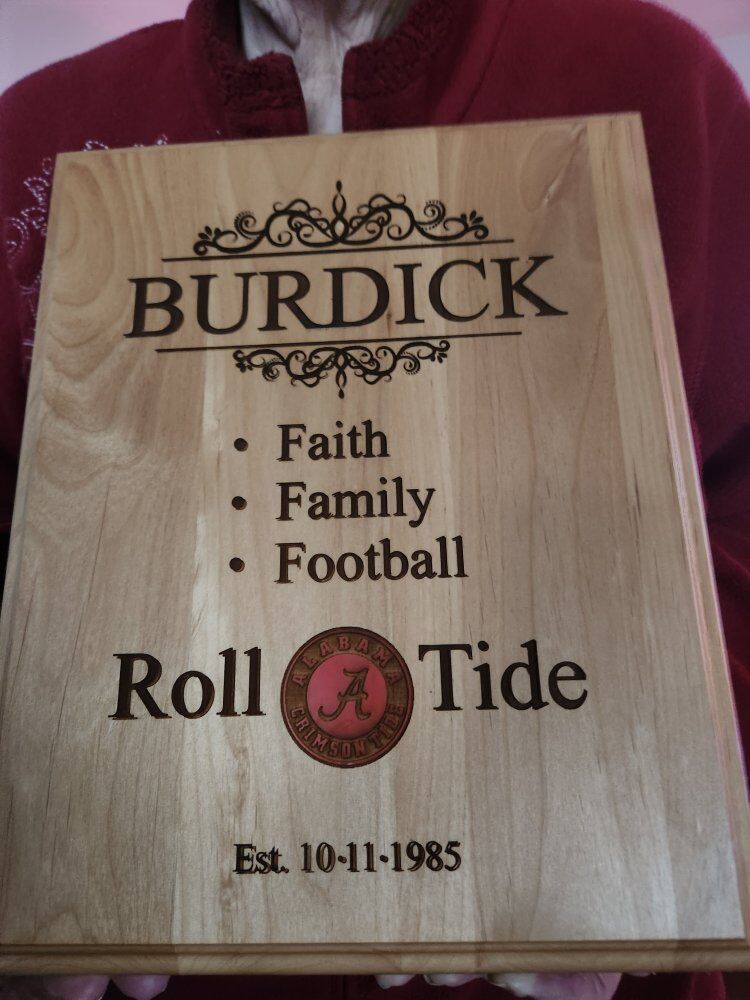 BURDICK
• Faith
• Family
• Football
Roll Tide
ALABAMA
A
CRIMSON TIDE
Est. 10·11·1985